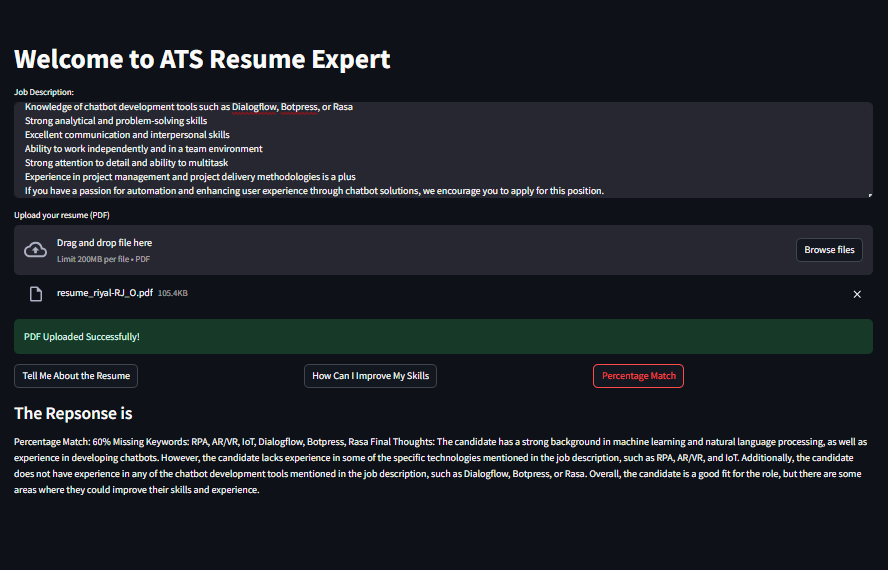 Welcome to ATS Resume Expert
Job Description:
Knowledge of chatbot development tools such as Dialogflow, Botpress, or Rasa
Strong analytical and problem-solving skills
Excellent communication and interpersonal skills
Ability to work independently and in a team environment
Strong attention to detail and ability to multitask
Experience in project management and project delivery methodologies is a plus
If you have a passion for automation and enhancing user experience through chatbot solutions, we encourage you to apply for this position.
Upload your resume (PDF)
Drag and drop file here
Limit 200MB per file • PDF
Browse files
resume_riyal-RJ_O.pdf 105.4KB
PDF Uploaded Successfully!
Tell Me About the Resume
How Can I Improve My Skills
Percentage Match
The Repsonse is
Percentage Match: 60% Missing Keywords: RPA, AR/VR, IoT, Dialogflow, Botpress, Rasa Final Thoughts: The candidate has a strong background in machine learning and natural language processing, as well as
experience in developing chatbots. However, the candidate lacks experience in some of the specific technologies mentioned in the job description, such as RPA, AR/VR, and IoT. Additionally, the candidate
does not have experience in any of the chatbot development tools mentioned in the job description, such as Dialogflow, Botpress, or Rasa. Overall, the candidate is a good fit for the role, but there are some
areas where they could improve their skills and experience.